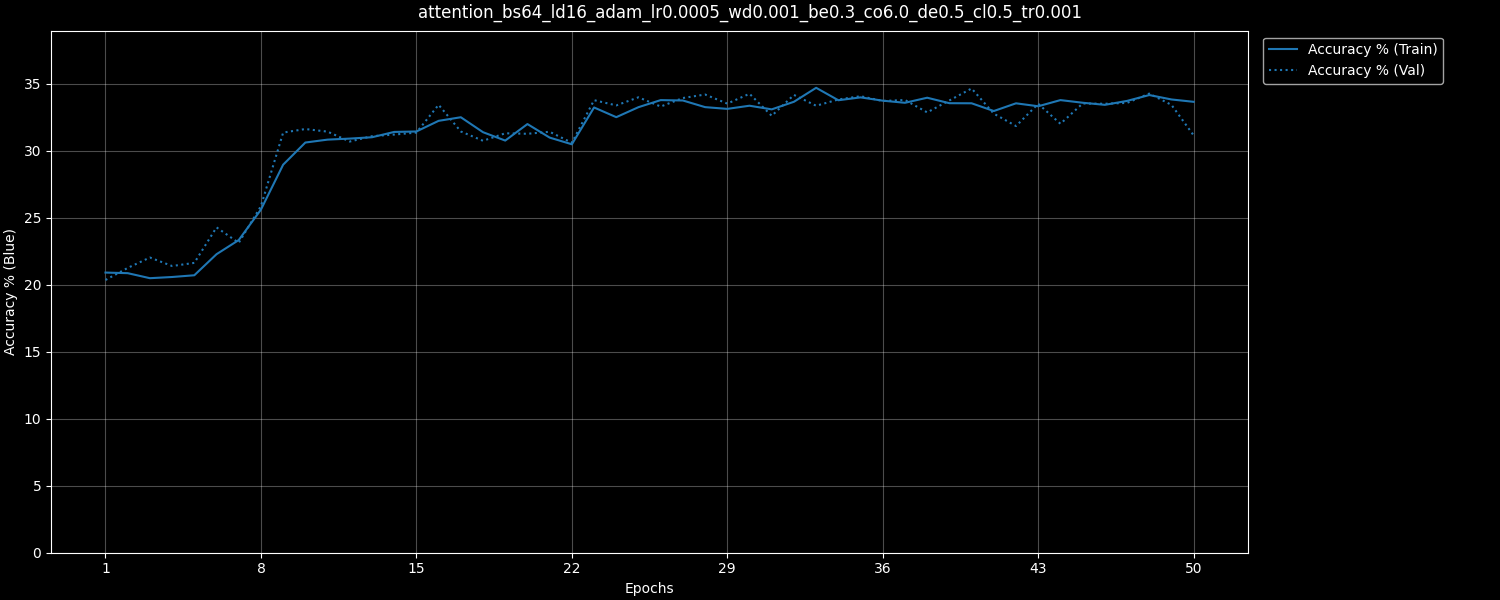 attention_bs64_ld16_adam_lr0.0005_wd0.001_be0.3_co6.0_de0.5_cl0.5_tr0.001
Accuracy % (Train)
Accuracy % (Val)
Accuracy % (Blue)
35
30
25
20
15
10
5
0
1 8 15 22 29 36 43 50
Epochs